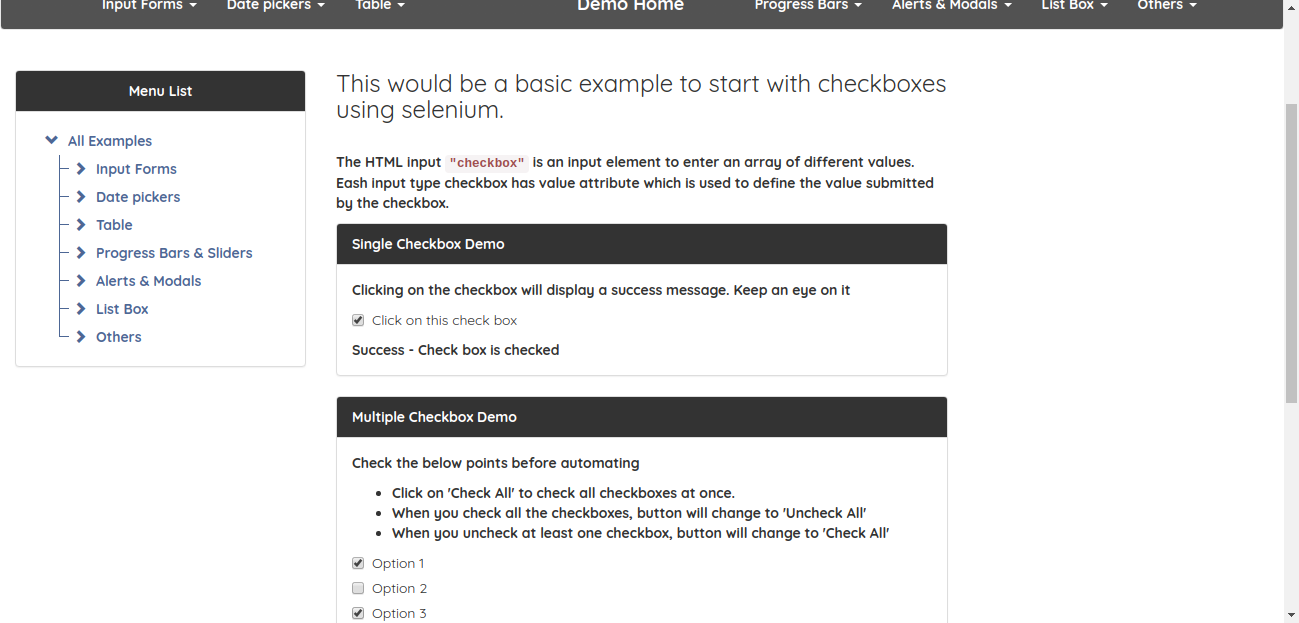 Input Forms
Date pickers
Table
Demo Home
Progress Bars
Alerts & Modals
List Box
Others
Menu List
All Examples
Input Forms
Date pickers
Table
Progress Bars & Sliders
Alerts & Modals
List Box
Others
This would be a basic example to start with checkboxes
using selenium.
The HTML input "checkbox" is an input element to enter an array of different values.
Eash input type checkbox has value attribute which is used to define the value submitted
by the checkbox.
Single Checkbox Demo
Clicking on the checkbox will display a success message. Keep an eye on it
Click on this check box
Success - Check box is checked
Multiple Checkbox Demo
Check the below points before automating
• Click on 'Check All' to check all checkboxes at once.
• When you check all the checkboxes, button will change to 'Uncheck All'
• When you uncheck at least one checkbox, button will change to 'Check All'
Option 1
Option 2
Option 3